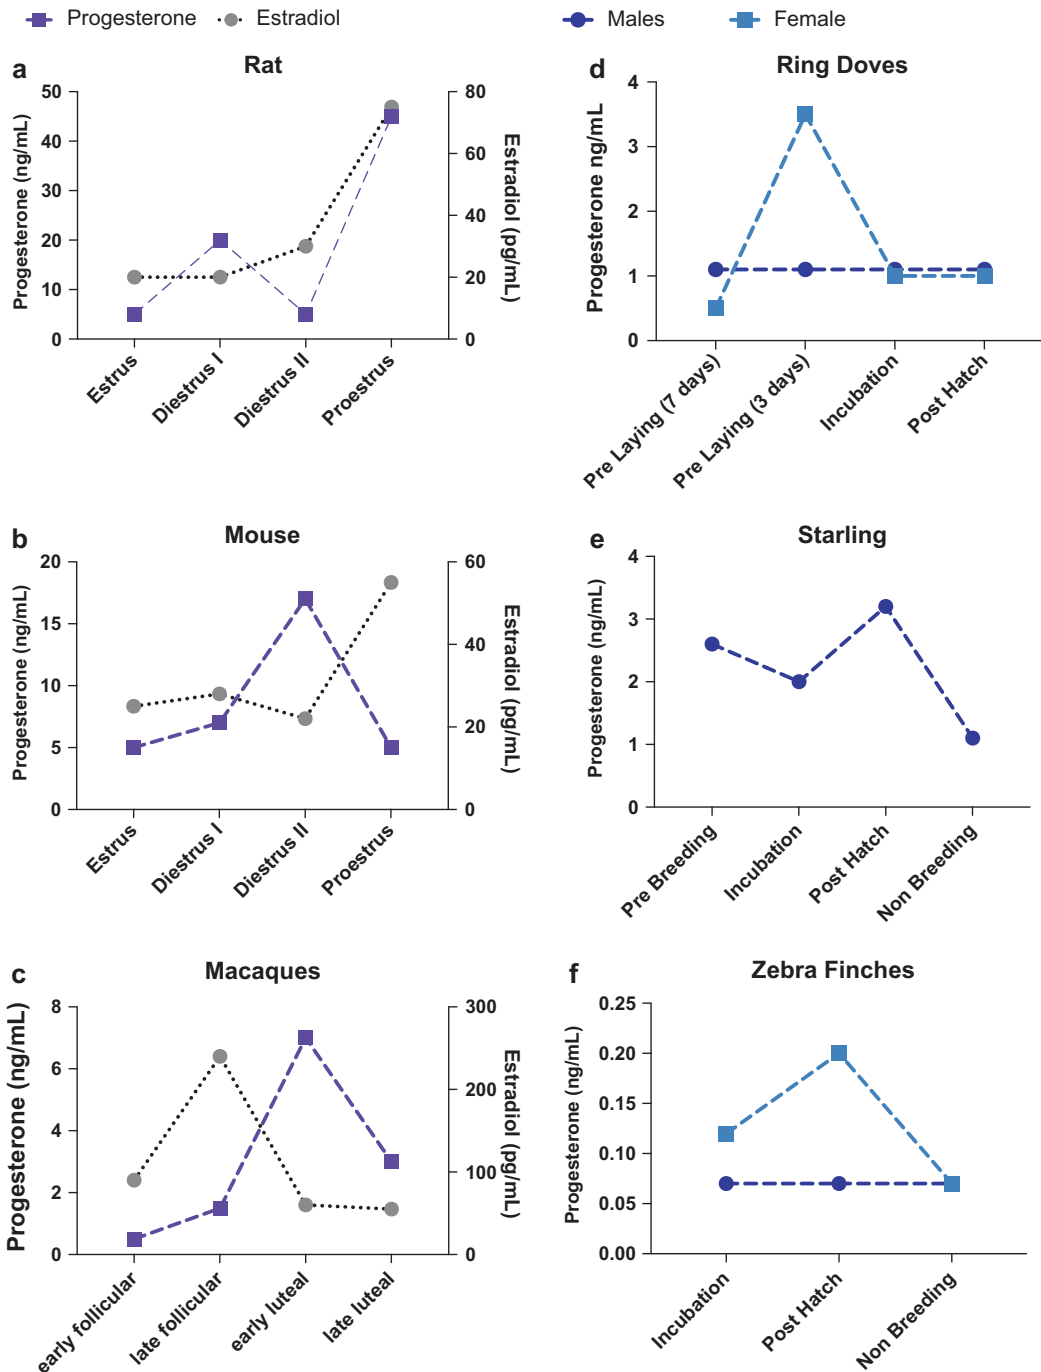 Progesterone Estradiol
Males Female
a
Rat
Progesterone (ng/mL)
50
40
30
20
10
0
Estradiol (pg/mL)
80
60
40
20
0
Estrus
Diestrus I
Diestrus II
Proestrus
d
Ring Doves
Progesterone ng/mL
4
3
2
1
0
Pre Laying (7 days)
Pre Laying (3 days)
Incubation
Post Hatch
b
Mouse
Progesterone (ng/mL)
20
15
10
5
0
Estradiol (pg/mL)
60
40
20
0
Estrus
Diestrus I
Diestrus II
Proestrus
e
Starling
Progesterone (ng/mL)
4
3
2
1
0
Pre Breeding
Incubation
Post Hatch
Non Breeding
c
Macaques
Progesterone (ng/mL)
8
6
4
2
0
Estradiol (pg/mL)
300
200
100
0
early follicular
late follicular
early luteal
late luteal
f
Zebra Finches
Progesterone (ng/mL)
0.25
0.20
0.15
0.10
0.05
0.00
Incubation
Post Hatch
Non Breeding